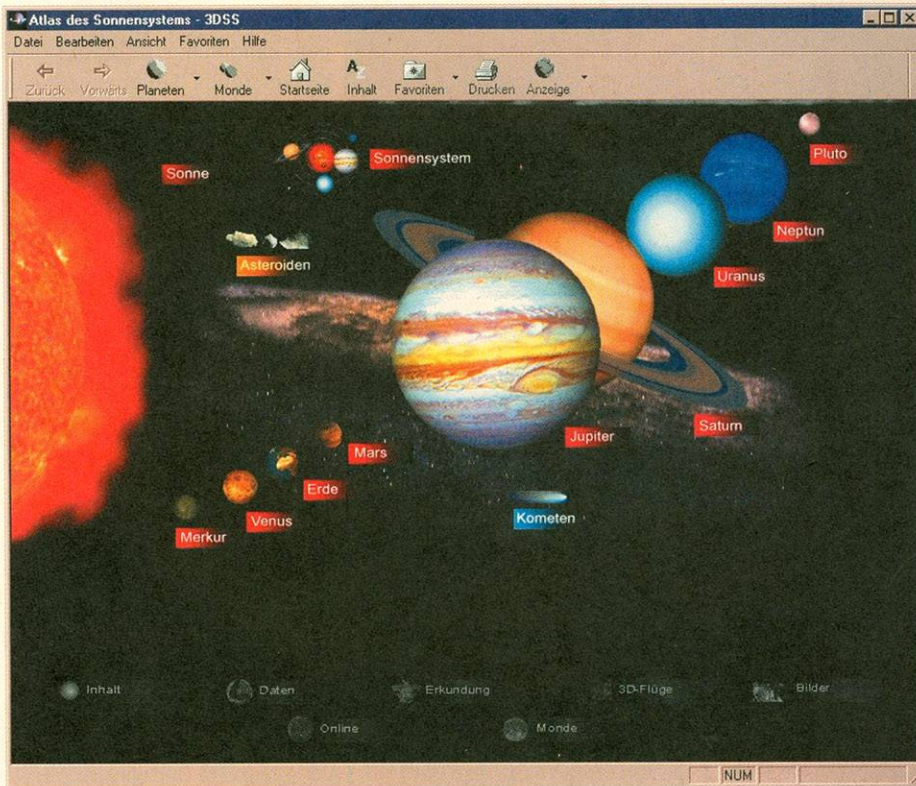 Atlas des Sonnensystems - 3DSS
Datei Bearbeiten Ansicht Favoriten Hilfe
Zurück Vorwärts Planeten Monde Startseite Inhalt Favoriten Drucken Anzeige
Pluto
Sonne
Sonnensystem
Neptun
Asteroiden
Uranus
Saturn
Jupiter
Mars
Erde
Venus
Kometen
Merkur
Inhalt Daten Erkundung 3D-Flüge Bilder
Online Monde
NUM